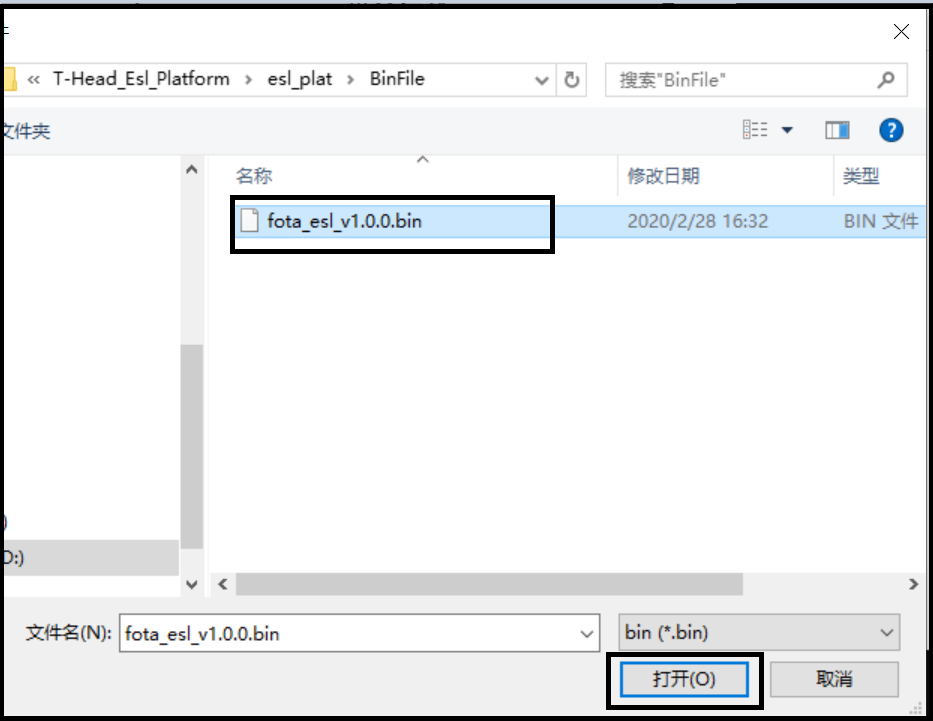 « T-Head_Esl_Platform › esl_plat › BinFile
搜索"BinFile"
文件夹
?
名称
修改日期
类型
fota_esl_v1.0.0.bin
2020/2/28 16:32
BIN 文件
)
D:)
文件名(N):
fota_esl_v1.0.0.bin
bin (*.bin)
打开(O)
取消